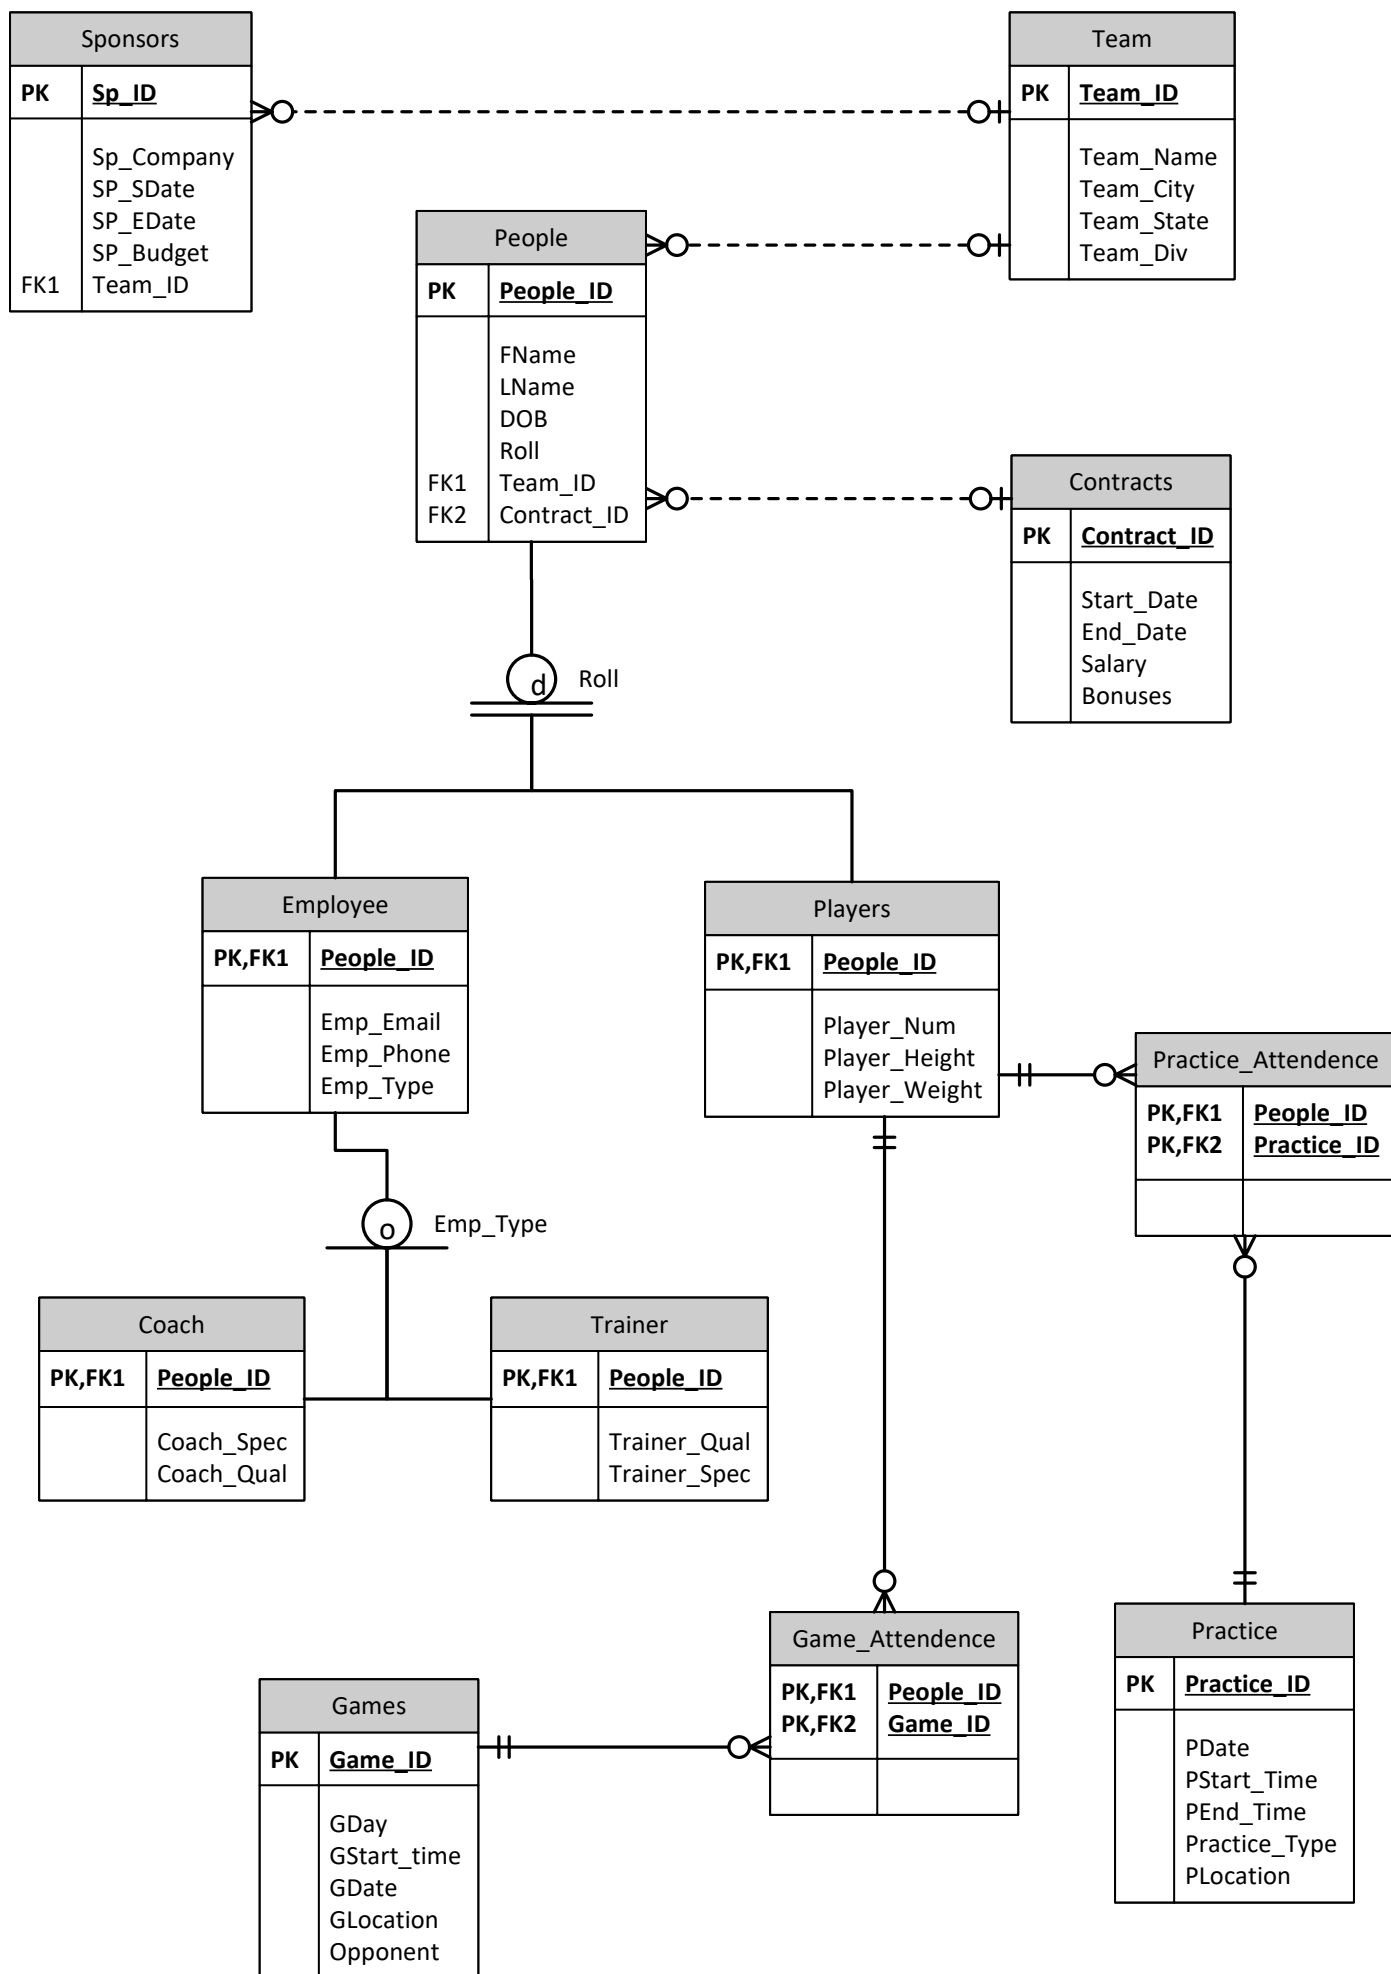 Sponsors
PK Sp_ID
Sp_Company
SP_SDate
SP_EDate
SP_Budget
FK1 Team_ID
Team
PK Team_ID
Team_Name
Team_City
Team_State
Team_Div
People
PK People_ID
FName
LName
DOB
Roll
FK1 Team_ID
FK2 Contract_ID
Contracts
PK Contract_ID
Start_Date
End_Date
Salary
Bonuses
d Roll
Employee
PK,FK1 People_ID
Emp_Email
Emp_Phone
Emp_Type
Players
PK,FK1 People_ID
Player_Num
Player_Height
Player_Weight
Practice_Attendence
PK,FK1 People_ID
PK,FK2 Practice_ID
o Emp_Type
Coach
PK,FK1 People_ID
Coach_Spec
Coach_Qual
Trainer
PK,FK1 People_ID
Trainer_Qual
Trainer_Spec
Game_Attendence
PK,FK1 People_ID
PK,FK2 Game_ID
Practice
PK Practice_ID
PDate
PStart_Time
PEnd_Time
Practice_Type
PLocation
Games
PK Game_ID
GDay
GStart_time
GDate
GLocation
Opponent